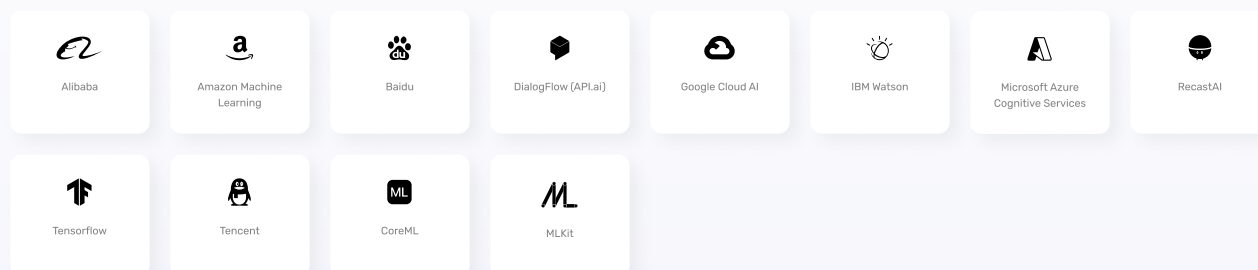 Alibaba
Amazon Machine
Learning
du
Baidu
DialogFlow (API.ai)
Google Cloud AI
IBM Watson
Microsoft Azure
Cognitive Services
RecastAI
Tensorflow
Tencent
ML
CoreML
ML
MLKit